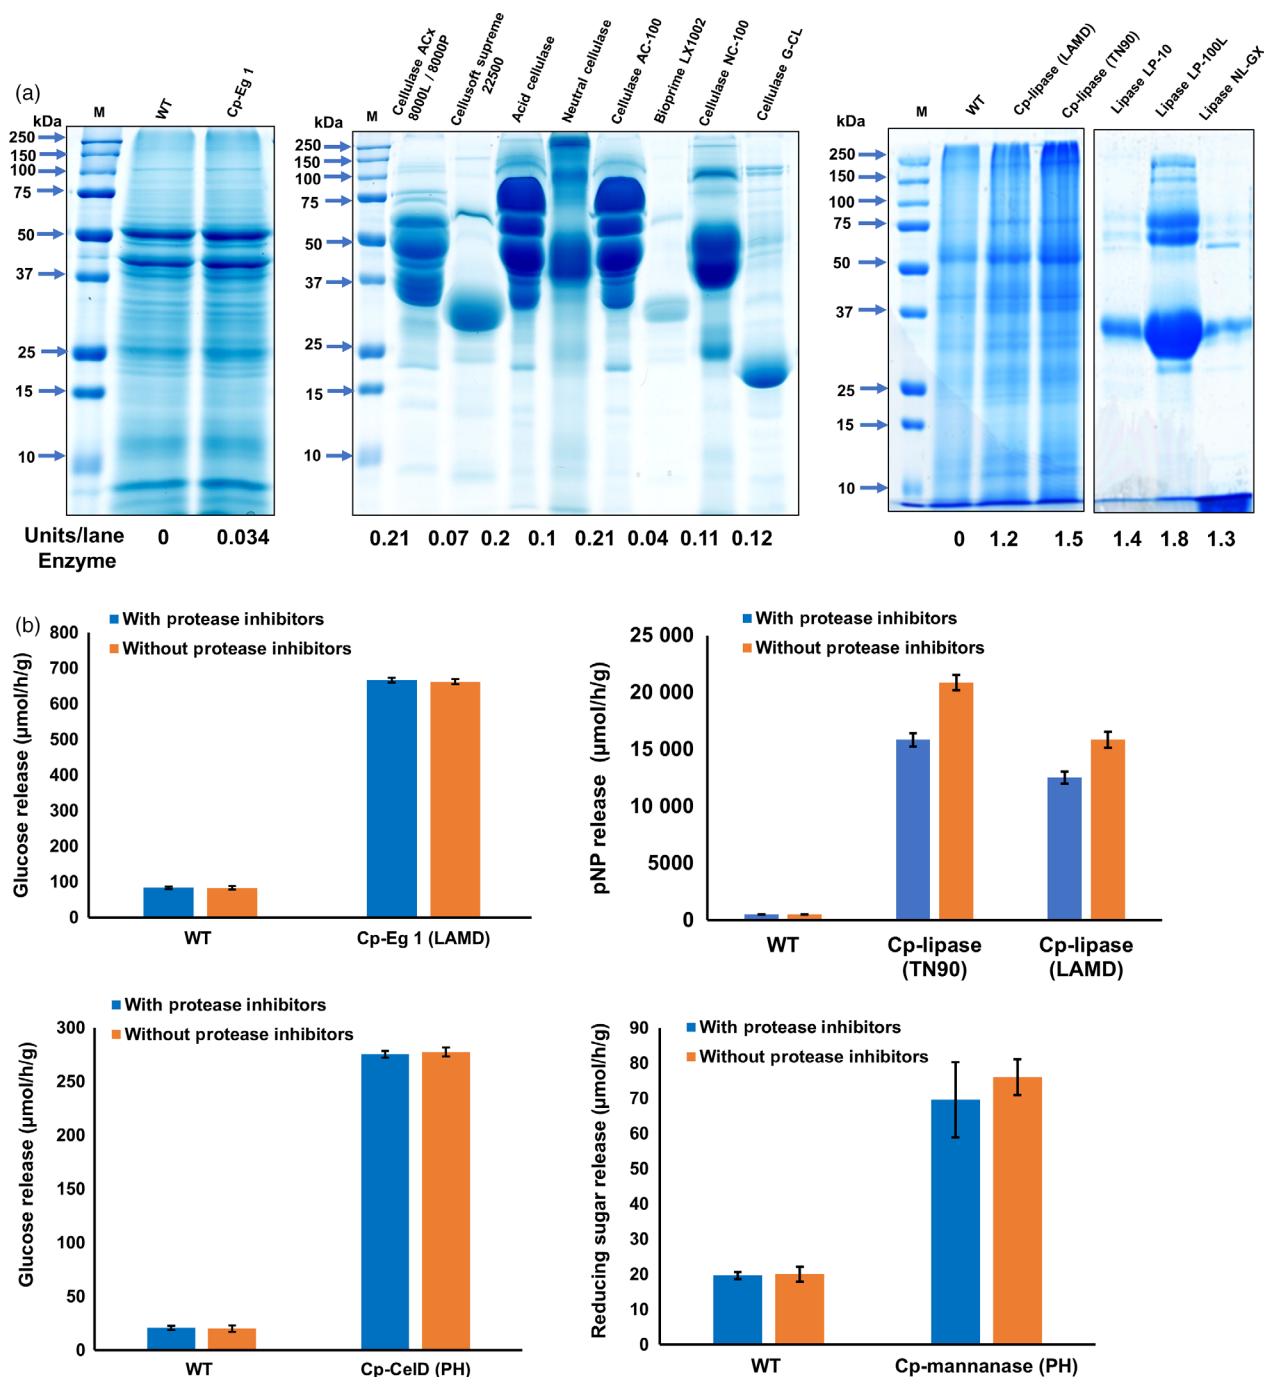 (a)
kDa
M
WT
Cp-Eg 1
250
150
100
75
50
37
25
15
10
Units/lane
Enzyme
0
0.034
M
Cellulase ACx
8000L / 8000P
Cellusoft supreme
22500
Acid cellulase
Neutral cellulase
Cellulase AC-100
Bioprime LX1002
Cellulase NC-100
Cellulase G-CL
kDa
250
150
100
75
50
37
25
15
10
0.21 0.07 0.2 0.1 0.21 0.04 0.11 0.12
kDa
M
WT
Cp-lipase (LAMD)
Cp-lipase (TN90)
Lipase LP-10
Lipase LP-100L
Lipase NL-GX
250
150
100
75
50
37
25
15
10
0 1.2 1.5 1.4 1.8 1.3
(b)
With protease inhibitors
Without protease inhibitors
Glucose release (µmol/h/g)
800
700
600
500
400
300
200
100
0
WT
Cp-Eg 1 (LAMD)
With protease inhibitors
Without protease inhibitors
pNP release (µmol/h/g)
25 000
20 000
15 000
10 000
5000
0
WT
Cp-lipase
(TN90)
Cp-lipase
(LAMD)
With protease inhibitors
Without protease inhibitors
Glucose release (µmol/h/g)
300
250
200
150
100
50
0
WT
Cp-CelD (PH)
With protease inhibitors
Without protease inhibitors
Reducing sugar release (µmol/h/g)
90
80
70
60
50
40
30
20
10
0
WT
Cp-mannanase (PH)